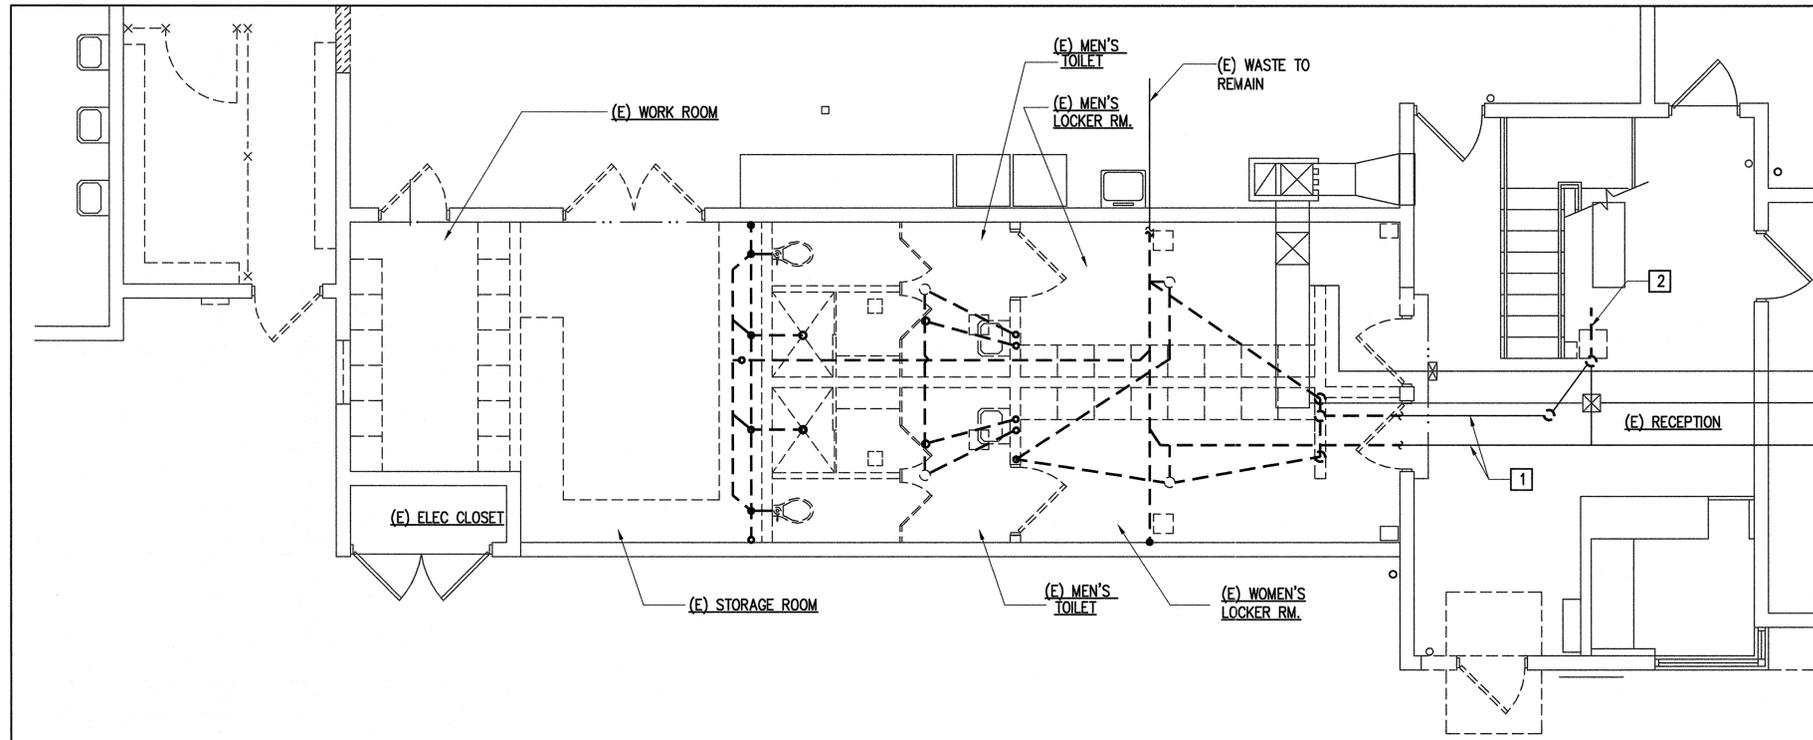 (E) MEN'S
TOILET
(E) WASTE TO
REMAIN
(E) WORK ROOM
(E) MEN'S
LOCKER RM.
2
(E) RECEPTION
1
(E) ELEC CLOSET
(E) STORAGE ROOM
(E) MEN'S
TOILET
(E) WOMEN'S
LOCKER RM.